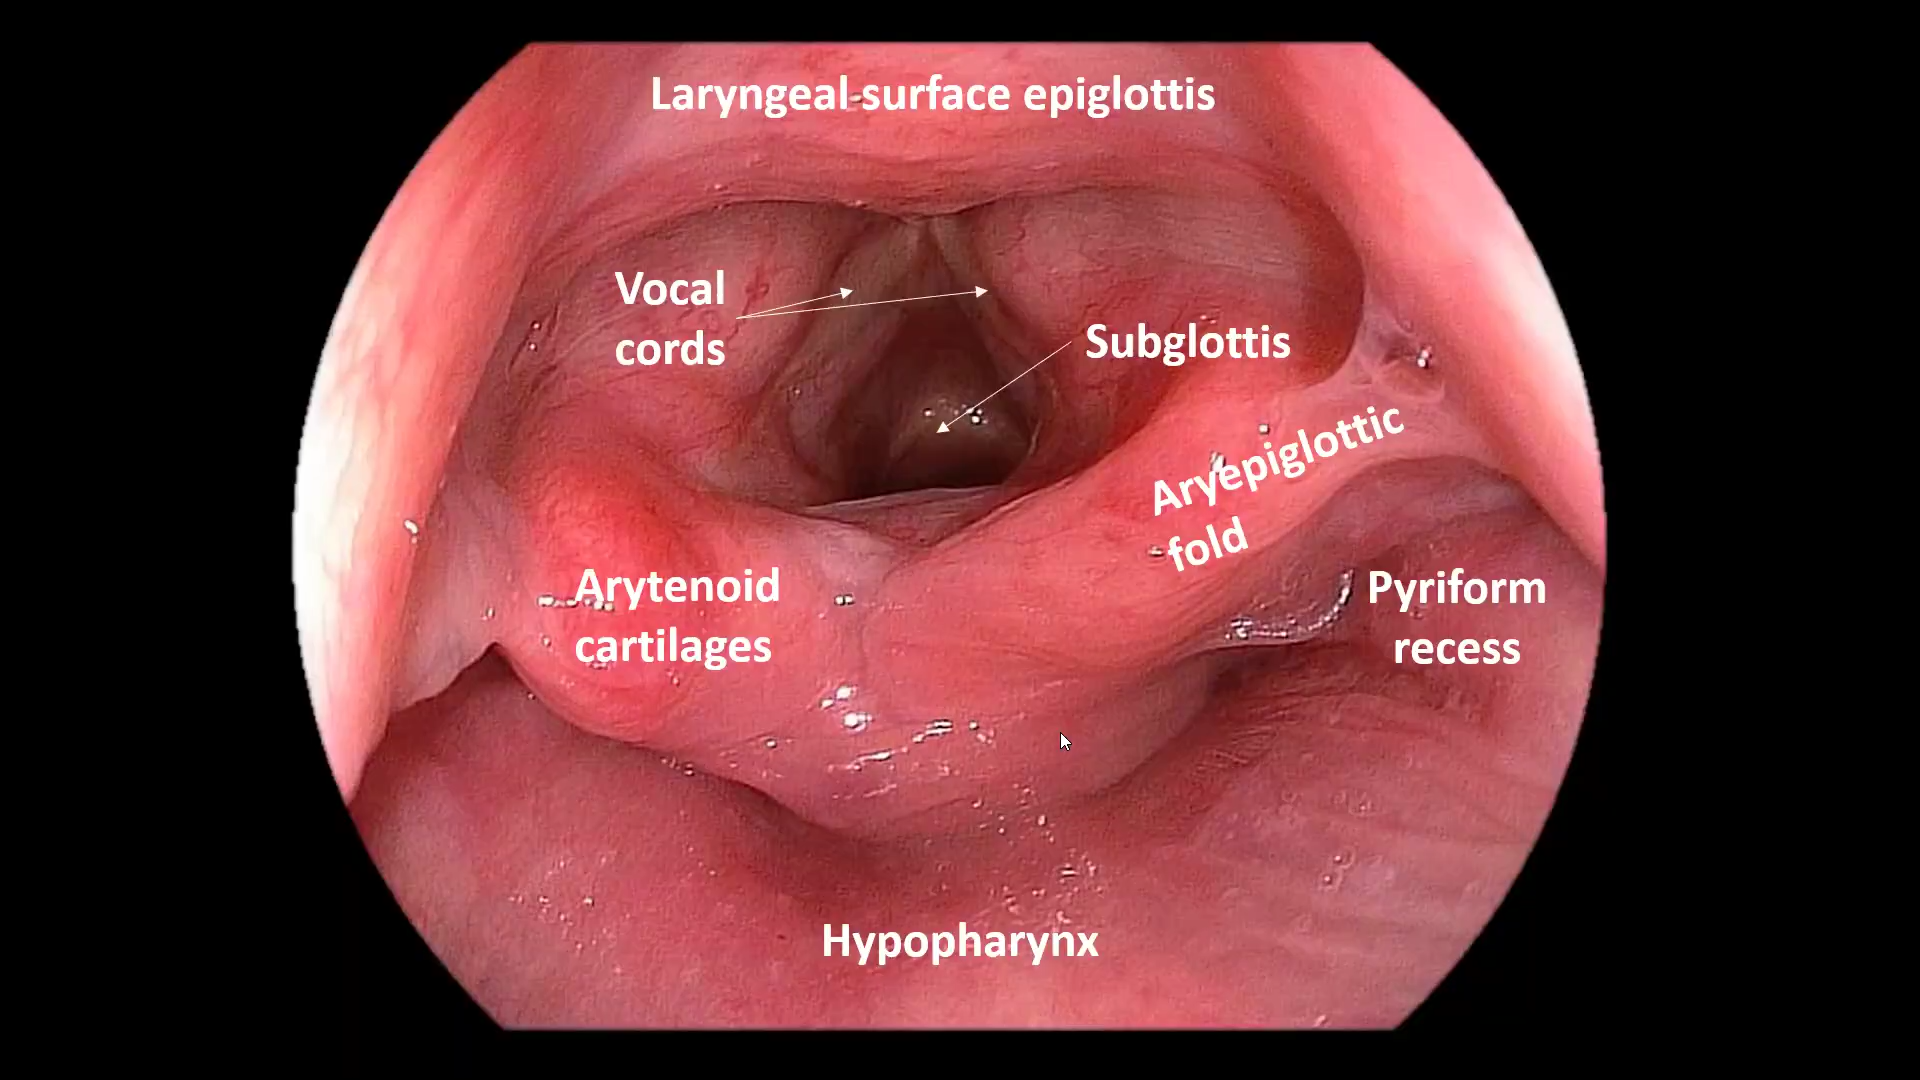 Laryngeal surface epiglottis
Vocal
cords
Subglottis
Aryepiglottic
fold
Arytenoid
cartilages
Pyriform
recess
Hypopharynx